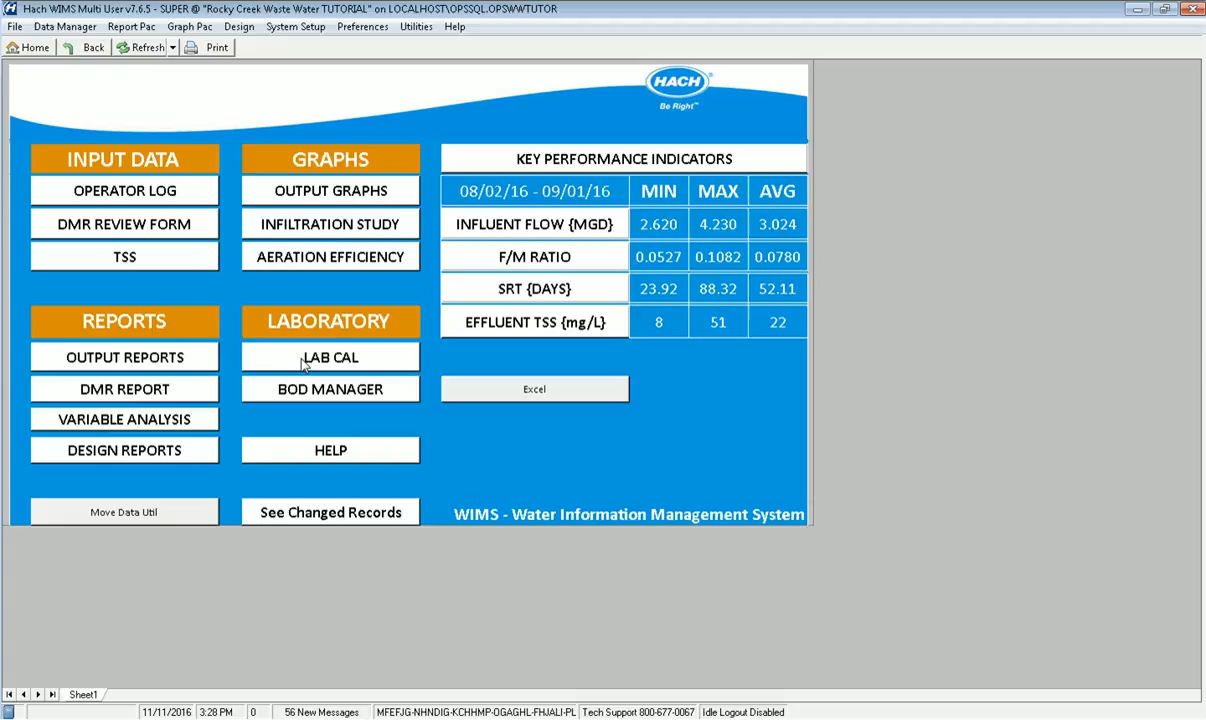 Hach WIMS Multi User v7.6.5 - SUPER @ "Rocky Creek Waste Water TUTORIAL" on LOCALHOST\OPSSQL.OPSWWTUTOR
File Data Manager Report Pac Graph Pac Design System Setup Preferences Utilities Help
Home Back Refresh Print
HACH
Be Right™
INPUT DATA GRAPHS KEY PERFORMANCE INDICATORS
OPERATOR LOG OUTPUT GRAPHS 08/02/16 - 09/01/16 MIN MAX AVG
DMR REVIEW FORM INFILTRATION STUDY INFLUENT FLOW {MGD} 2.620 4.230 3.024
TSS AERATION EFFICIENCY F/M RATIO 0.0527 0.1082 0.0780
SRT {DAYS} 23.92 88.32 52.11
REPORTS LABORATORY EFFLUENT TSS {mg/L} 8 51 22
OUTPUT REPORTS LAB CAL
DMR REPORT BOD MANAGER Excel
VARIABLE ANALYSIS
DESIGN REPORTS HELP
Move Data Util See Changed Records WIMS - Water Information Management System
Sheet1
11/11/2016 3:28 PM 0 56 New Messages MFEFJG-NHNDIG-KCHHMP-OGAGHL-FHJALI-PL Tech Support 800-677-0067 Idle Logout Disabled